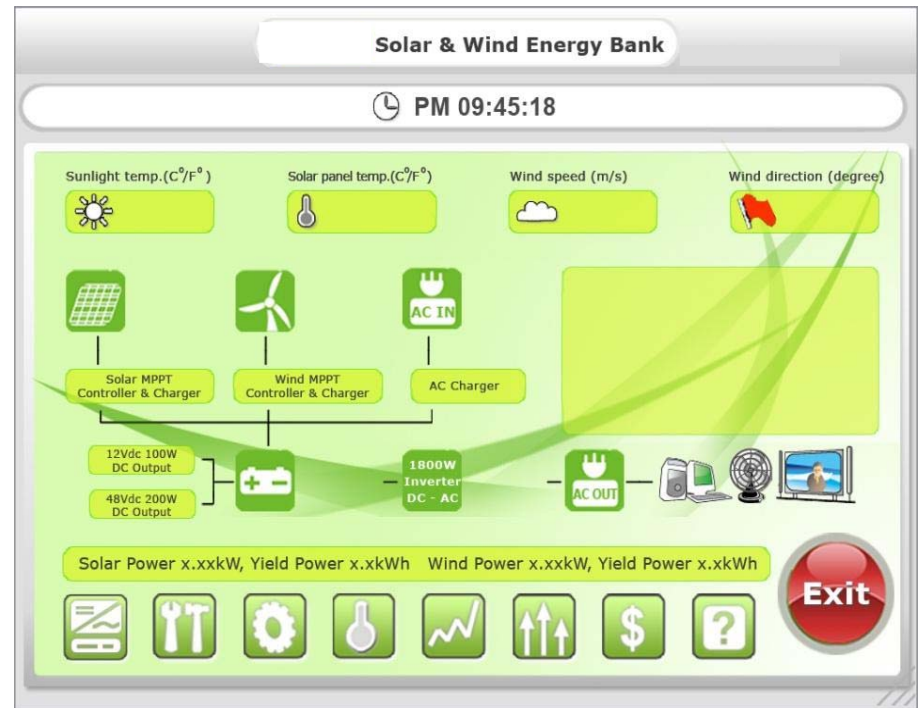 Solar & Wind Energy Bank
PM 09:45:18
Sunlight temp.(C°/F°)
Solar panel temp.(C°/F°)
Wind speed (m/s)
Wind direction (degree)
AC IN
Solar MPPT
Controller & Charger
Wind MPPT
Controller & Charger
AC Charger
12Vdc 100W
DC Output
48Vdc 200W
DC Output
1800W
Inverter
DC - AC
AC OUT
Solar Power x.xxkW, Yield Power x.xkWh Wind Power x.xxkW, Yield Power x.xkWh
Exit
$
?